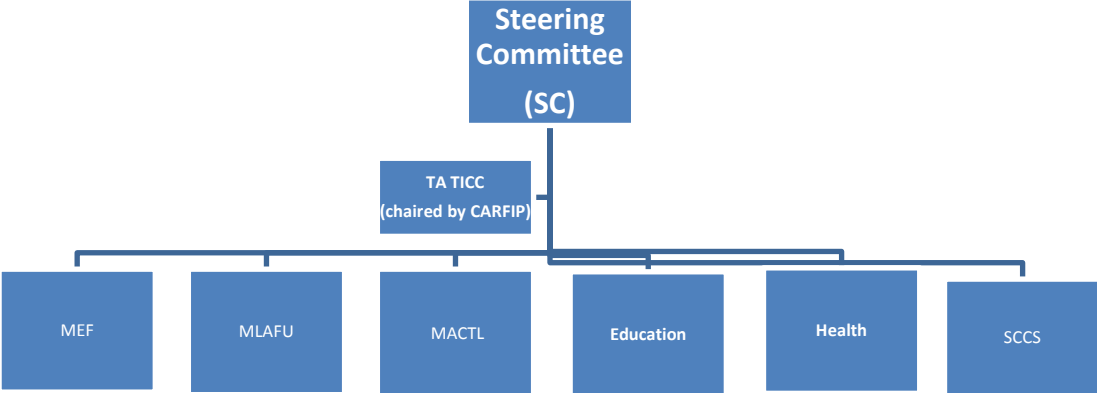 Steering
Committee
(SC)
TA TICC
(chaired by CARFIP)
MEF
MLAFU
MACTL
Education
Health
SCCS